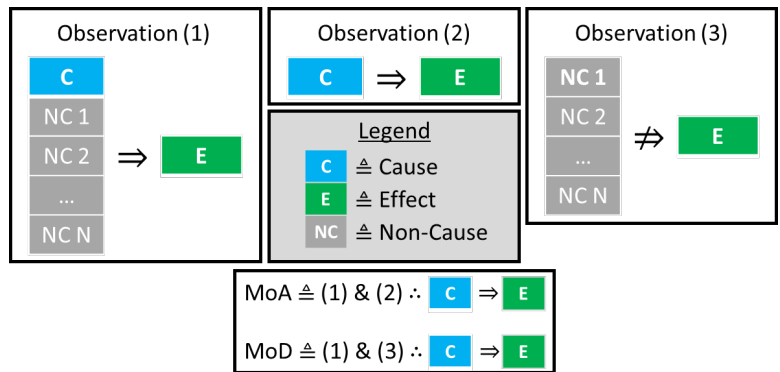 Observation (1)
C
NC 1
NC 2
...
NC N
⇒
E
Observation (2)
C ⇒ E
Legend
C ≜ Cause
E ≜ Effect
NC ≜ Non-Cause
Observation (3)
NC 1
NC 2
...
NC N
⇏
E
MoA ≜ (1) & (2) ∴ C ⇒ E
MoD ≜ (1) & (3) ∴ C ⇒ E